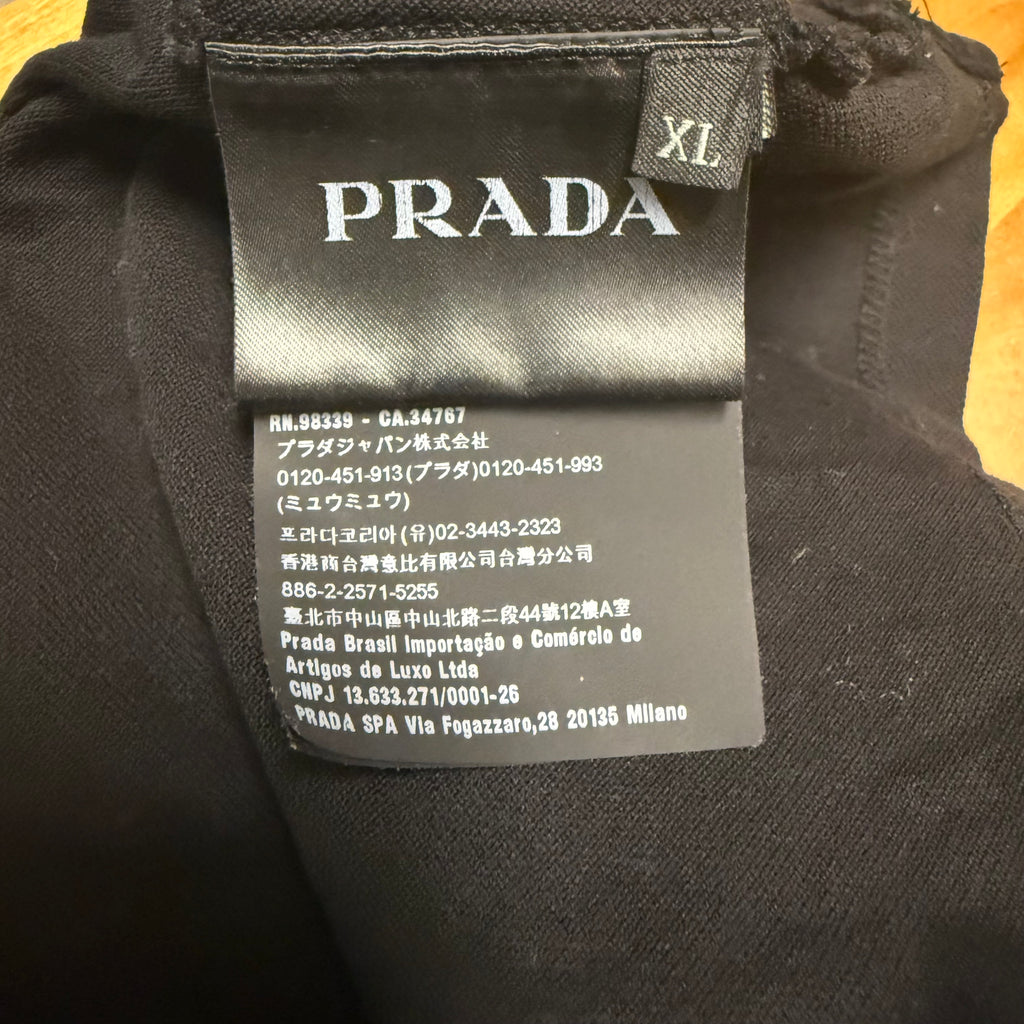 XL
PRADA
RN.98339 - CA.34767
プラダジャパン株式会社
0120-451-913(プラダ)0120-451-993
(ミュウミュウ)
프라다코리아(유)02-3443-2323
香港商台灣意比有限公司台灣分公司
886-2-2571-5255
臺北市中山區中山北路二段44號12樓A室
Prada Brasil Importação e Comércio de
Artigos de Luxo Ltda
CNPJ 13.633.271/0001-26
PRADA SPA Via Fogazzaro,28 20135 Milano